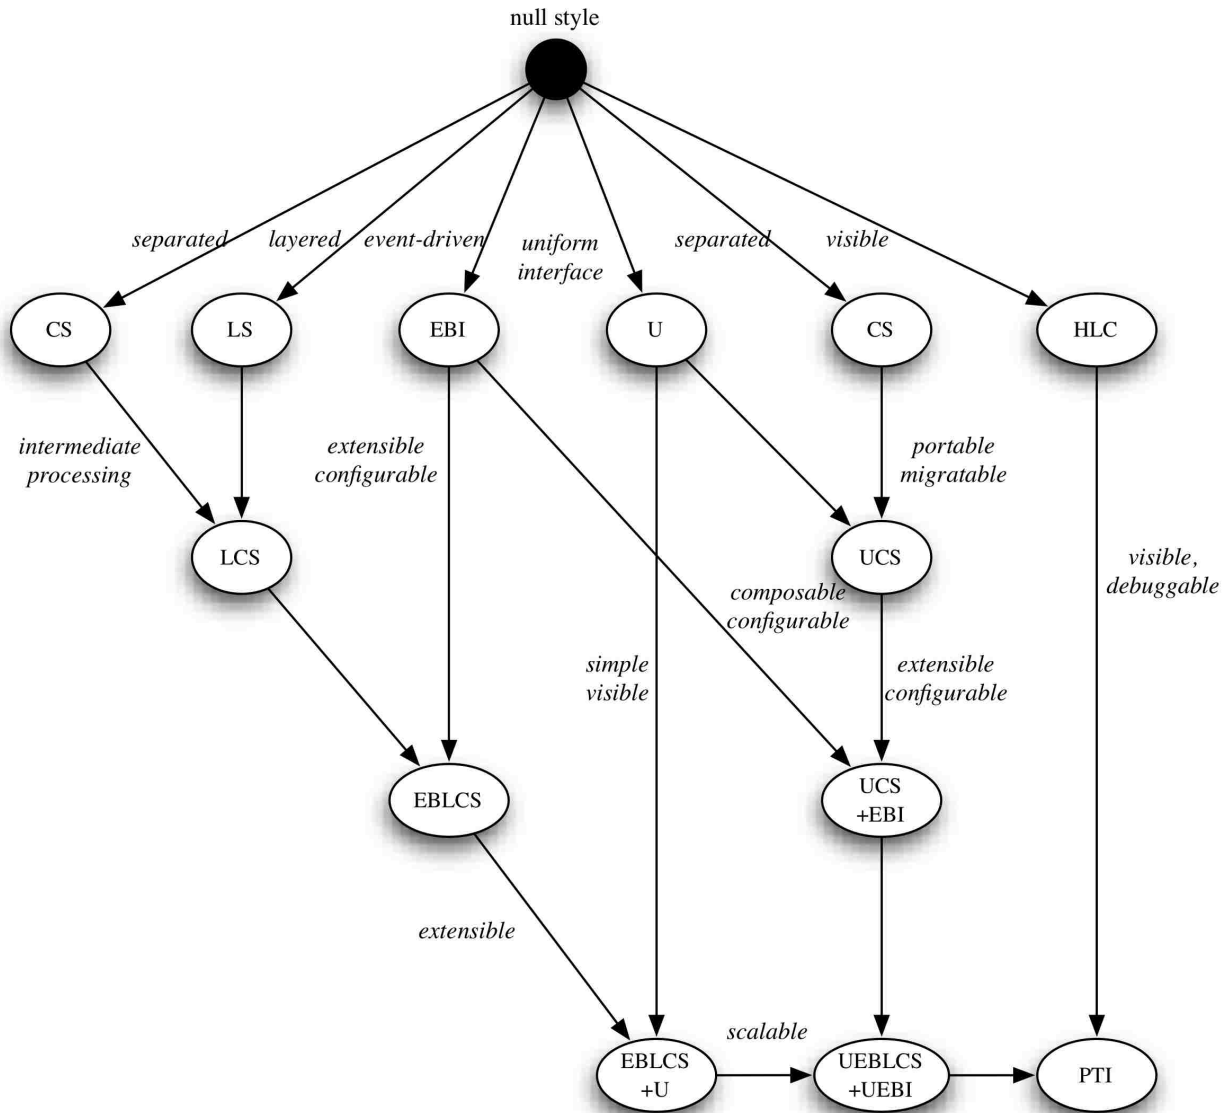 null style
separated
layered
event-driven
uniform
interface
separated
visible
CS
LS
EBI
U
CS
HLC
intermediate
processing
extensible
configurable
portable
migratable
LCS
UCS
visible,
debuggable
composable
configurable
simple
visible
extensible
configurable
EBLCS
UCS
+EBI
extensible
scalable
EBLCS
+U
UEBLCS
+UEBI
PTI